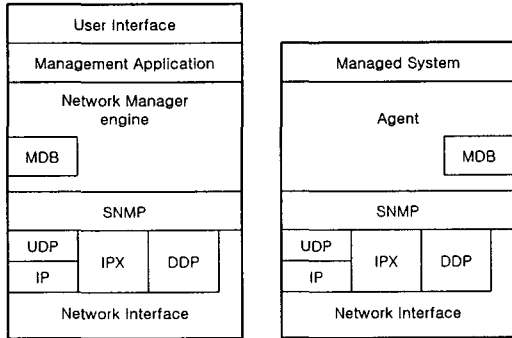 User Interface
Management Application
Network Manager
engine
MDB
SNMP
UDP
IP
IPX
DDP
Network Interface
Managed System
Agent
MDB
SNMP
UDP
IP
IPX
DDP
Network Interface